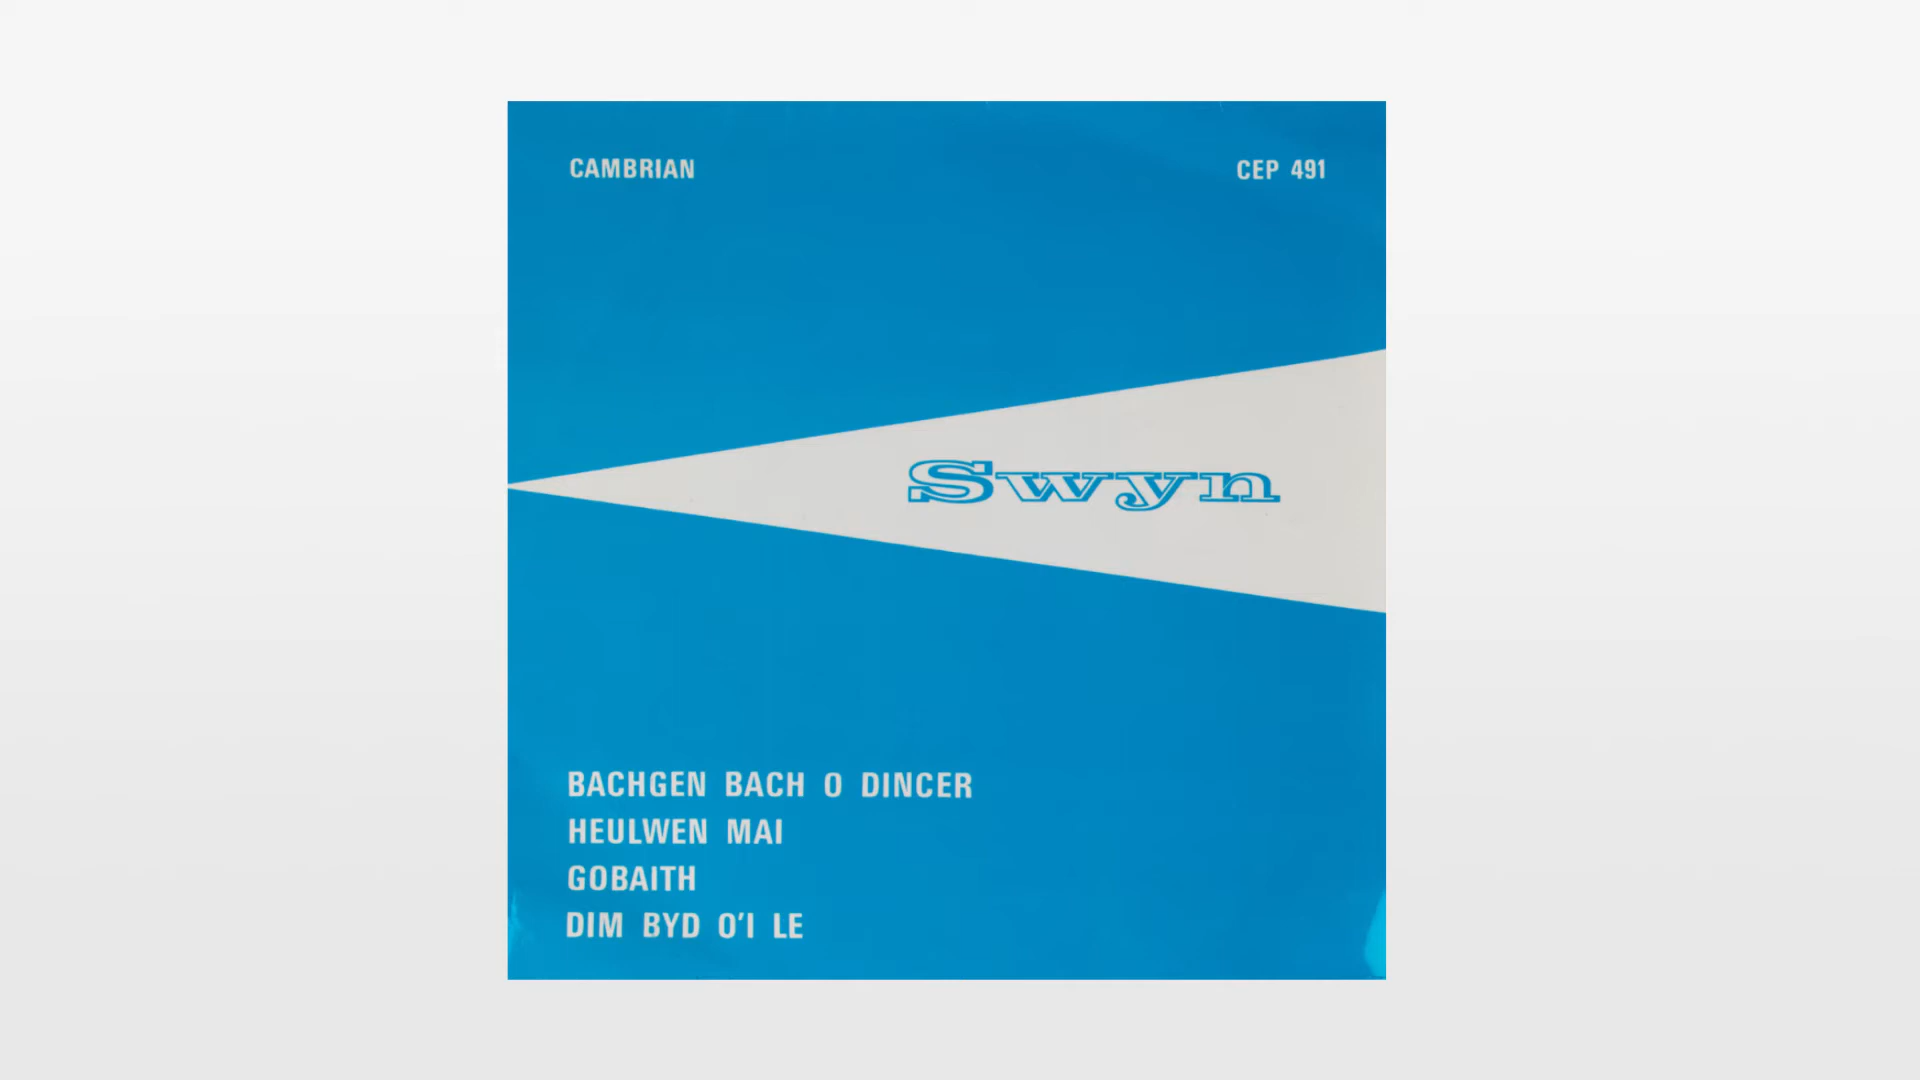 CAMBRIAN
CEP 491
Swyn
BACHGEN BACH O DINCER
HEULWEN MAI
GOBAITH
DIM BYD O'I LE